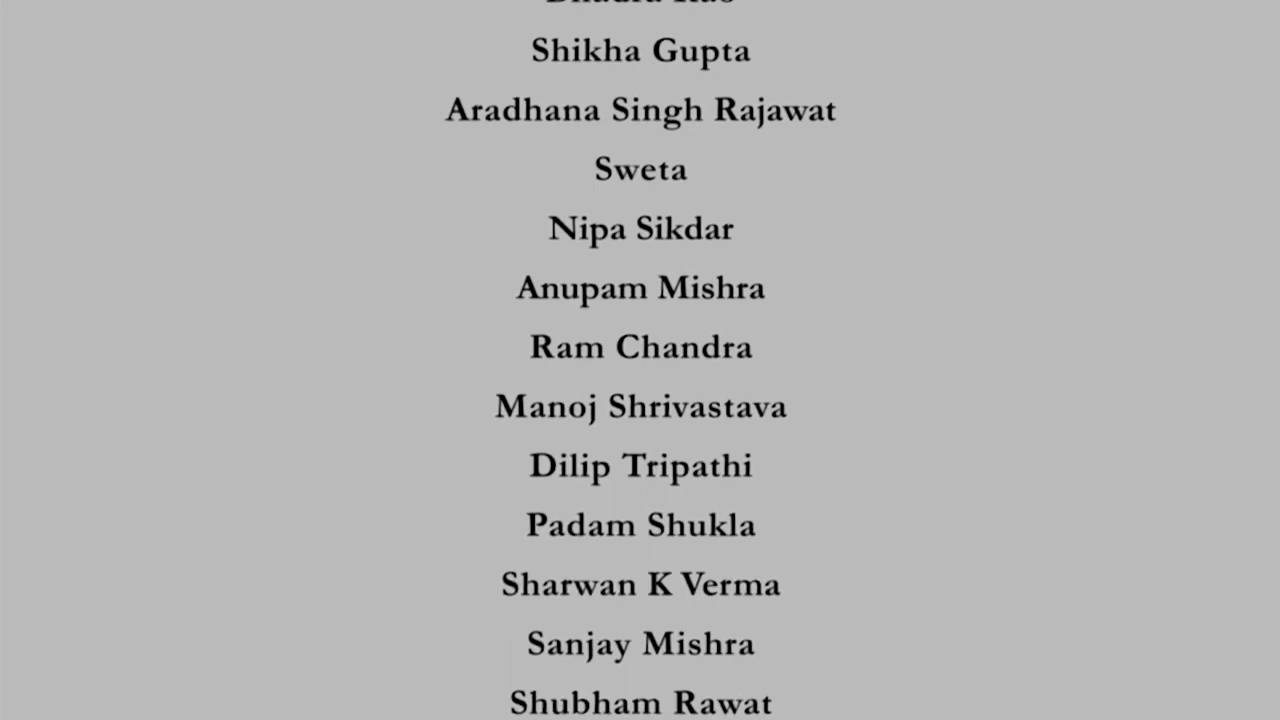 Shikha Gupta
Aradhana Singh Rajawat
Sweta
Nipa Sikdar
Anupam Mishra
Ram Chandra
Manoj Shrivastava
Dilip Tripathi
Padam Shukla
Sharwan K Verma
Sanjay Mishra
Shubham Rawat